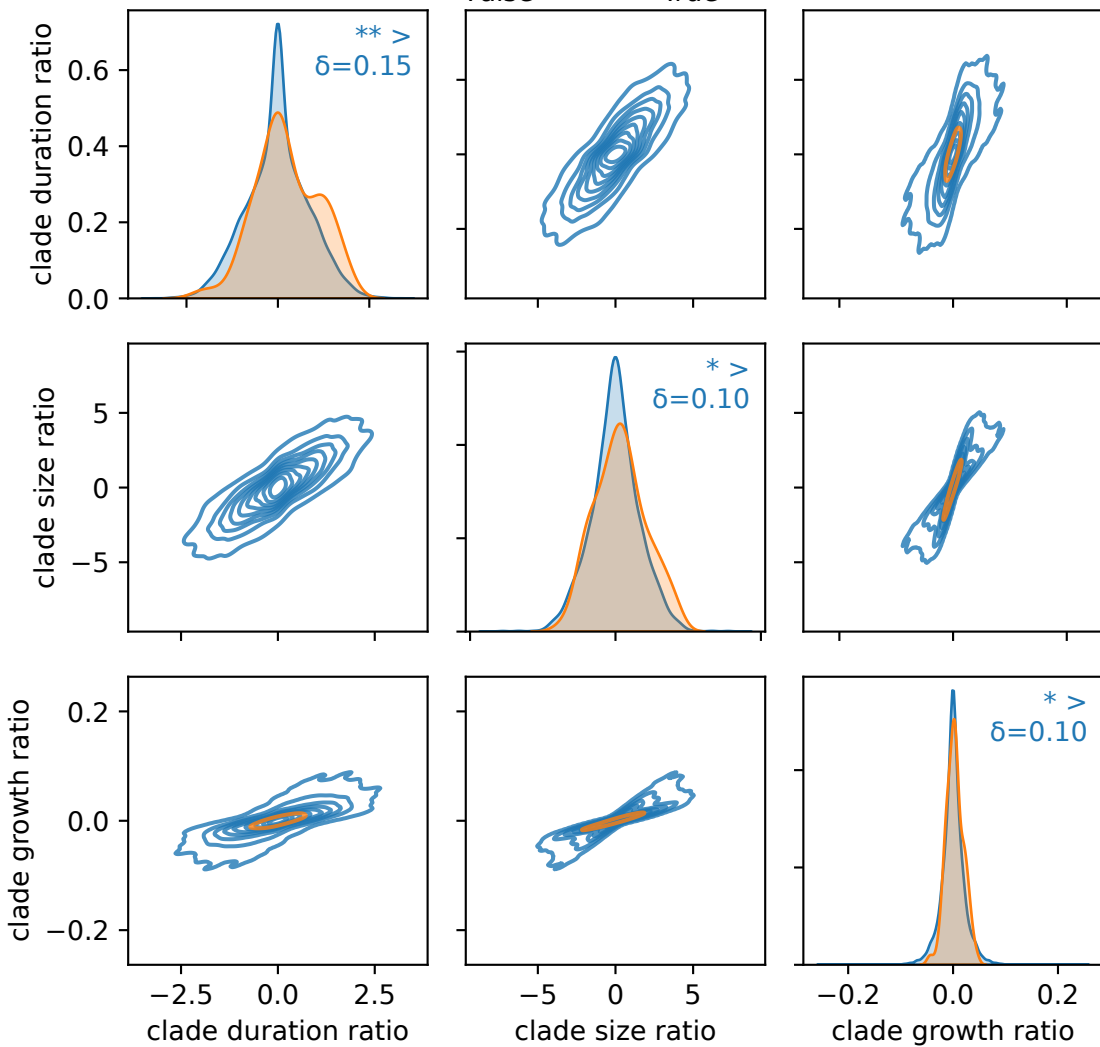 clade duration ratio
0.6
0.4
0.2
0.0
** >
δ=0.15
clade size ratio
5
0
−5
* >
δ=0.10
clade growth ratio
0.2
0.0
−0.2
* >
δ=0.10
−2.5 0.0 2.5
−5 0 5
−0.2 0.0 0.2
clade duration ratio
clade size ratio
clade growth ratio